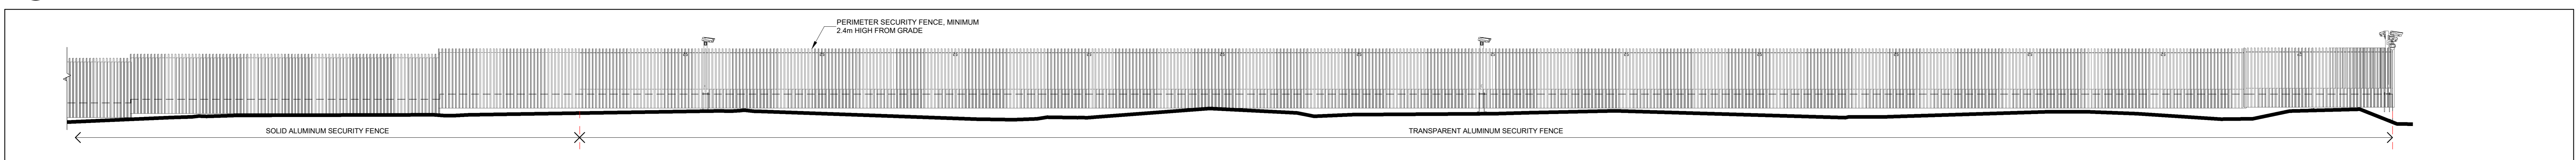 PERIMETER SECURITY FENCE, MINIMUM
2.4m HIGH FROM GRADE
SOLID ALUMINUM SECURITY FENCE
TRANSPARENT ALUMINUM SECURITY FENCE